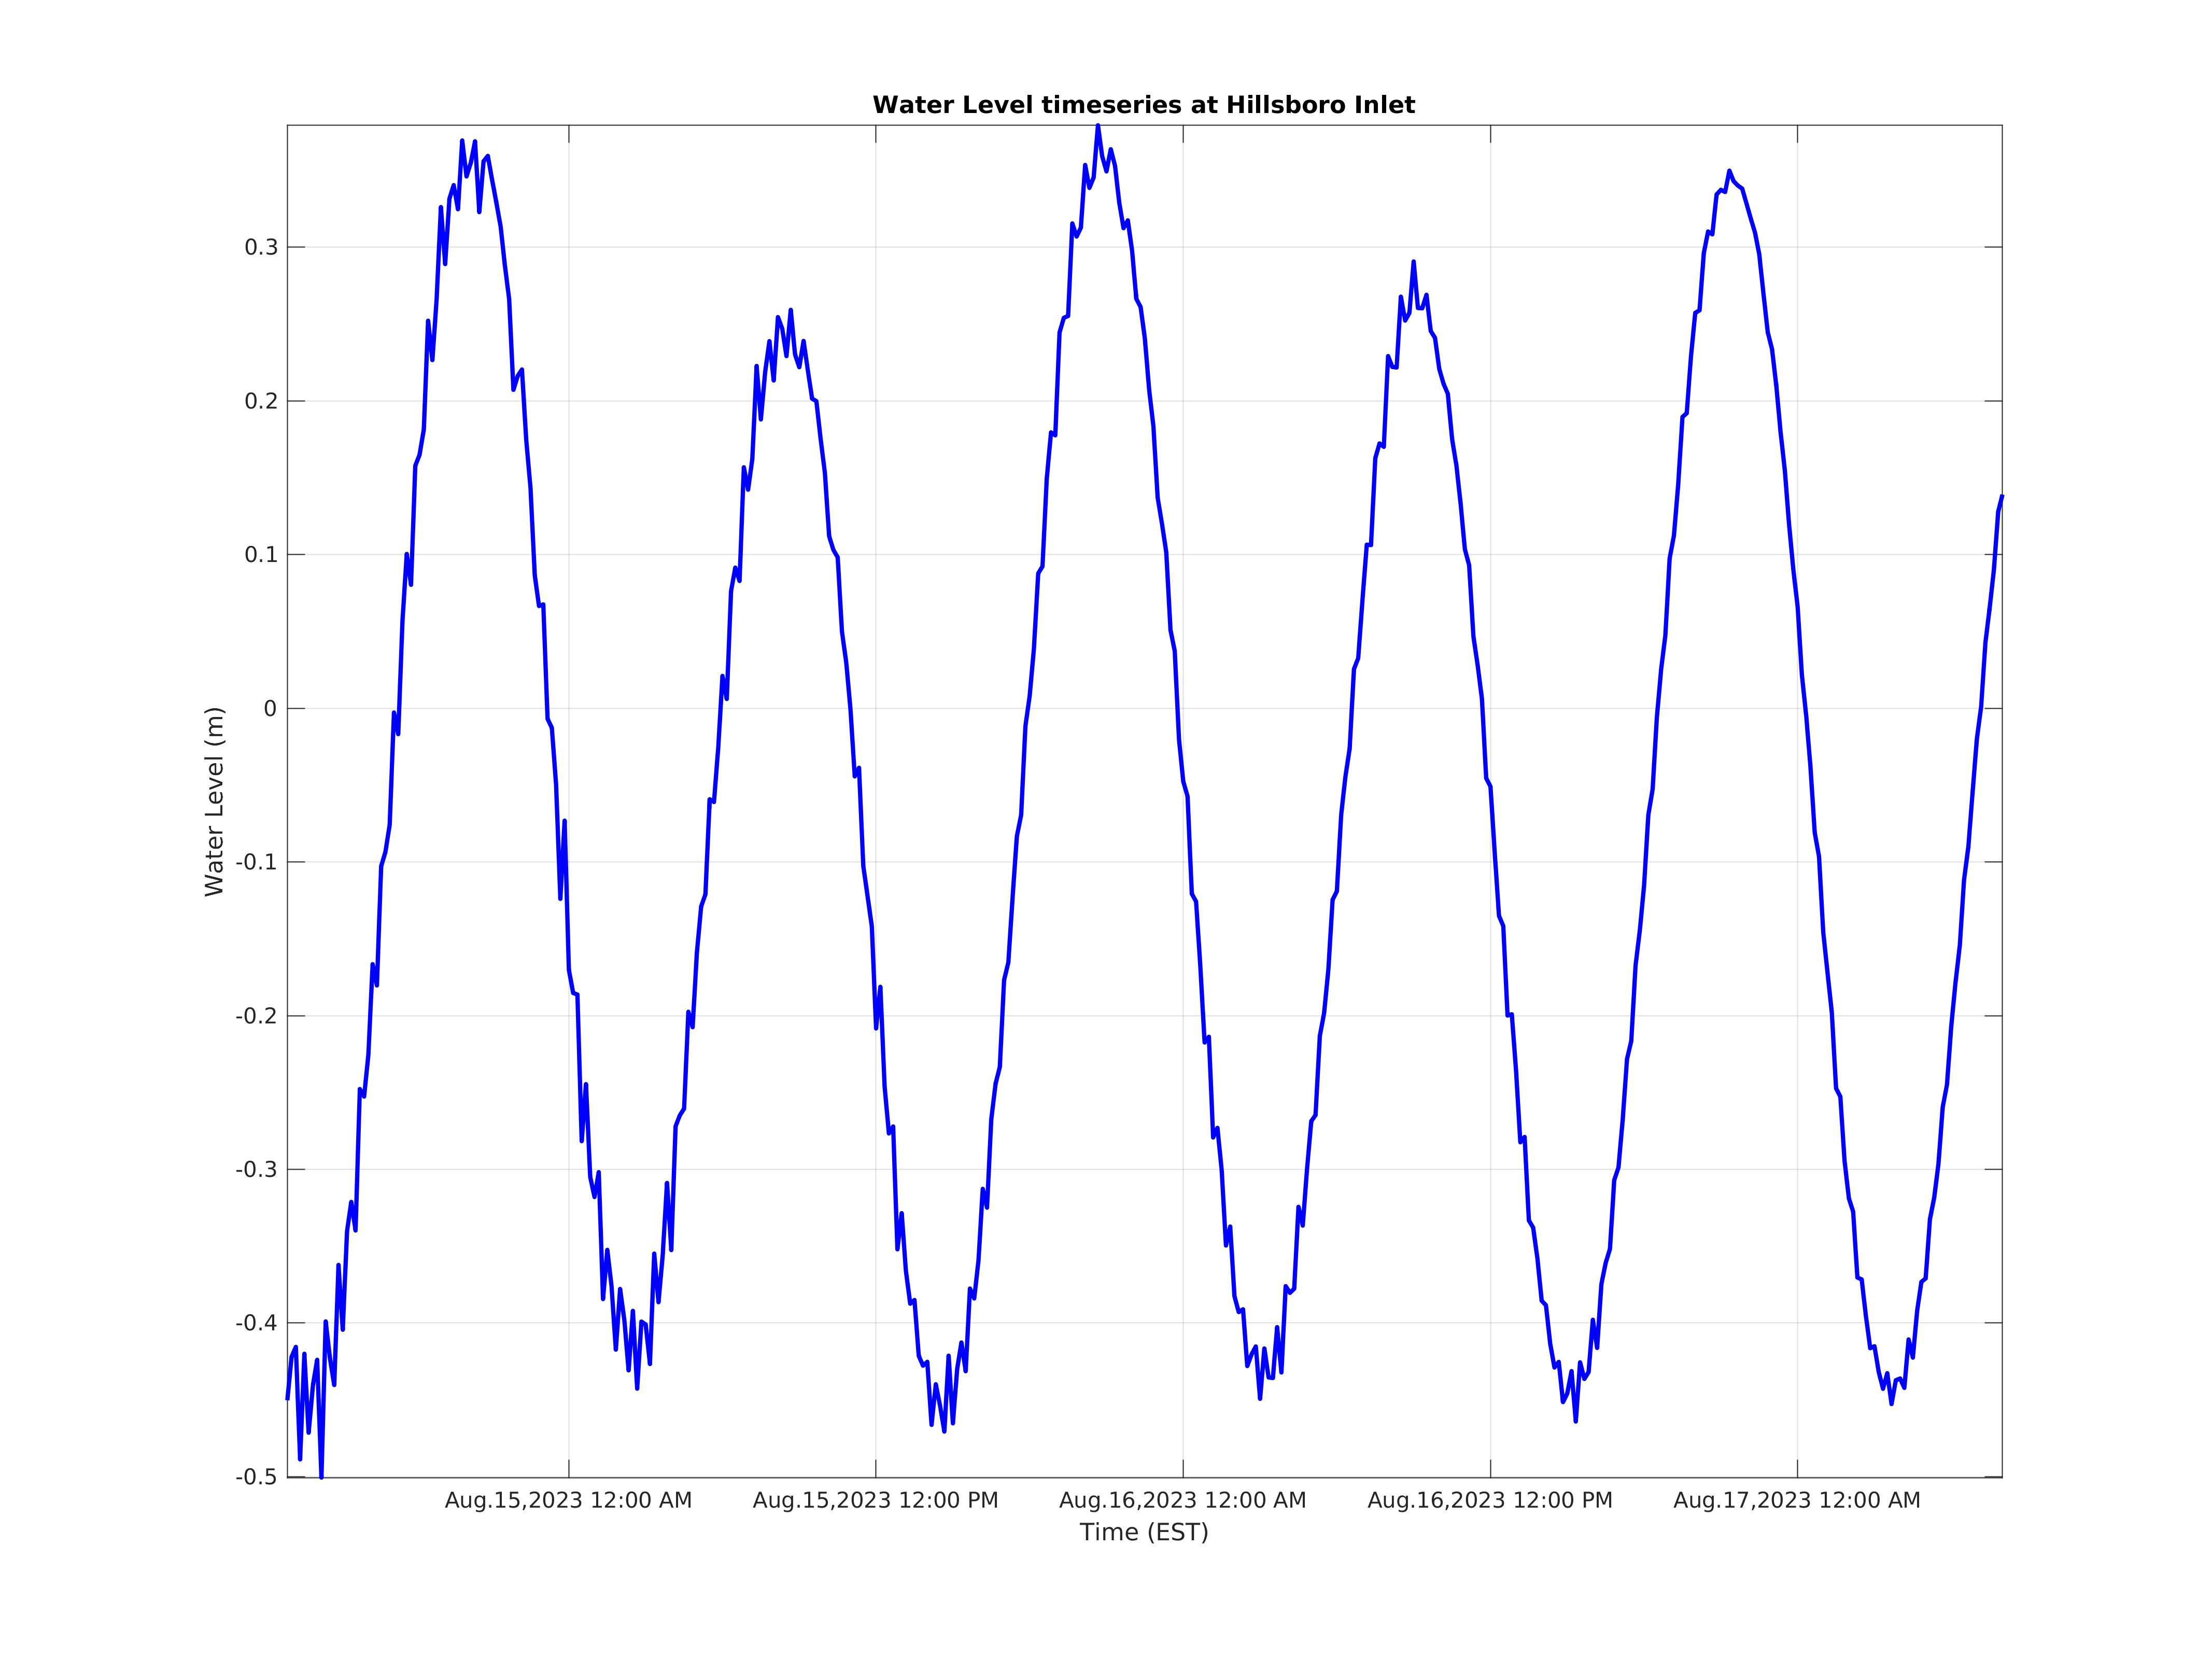 Water Level timeseries at Hillsboro Inlet
0.3
0.2
0.1
0
-0.1
-0.2
-0.3
-0.4
-0.5
Water Level (m)
Aug.15,2023 12:00 AM Aug.15,2023 12:00 PM Aug.16,2023 12:00 AM Aug.16,2023 12:00 PM Aug.17,2023 12:00 AM
Time (EST)